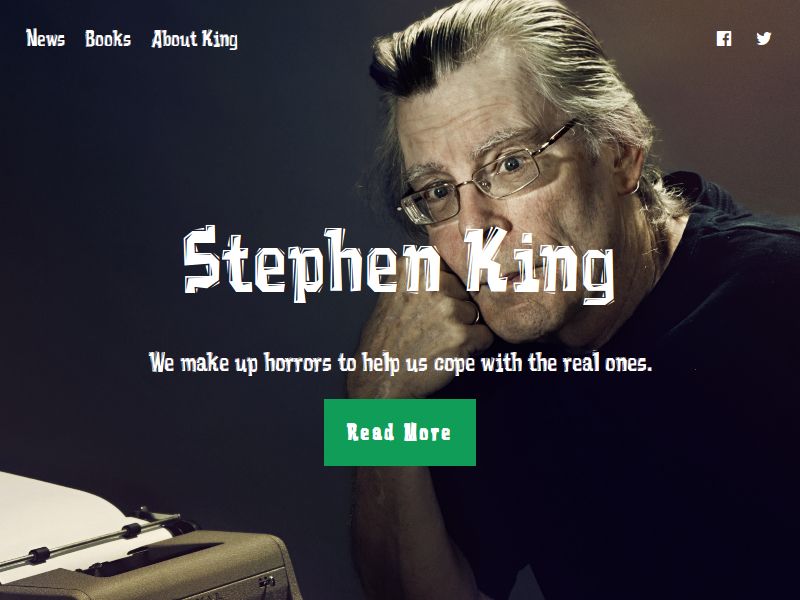 News Books About King
Stephen King
We make up horrors to help us cope with the real ones.
Read More